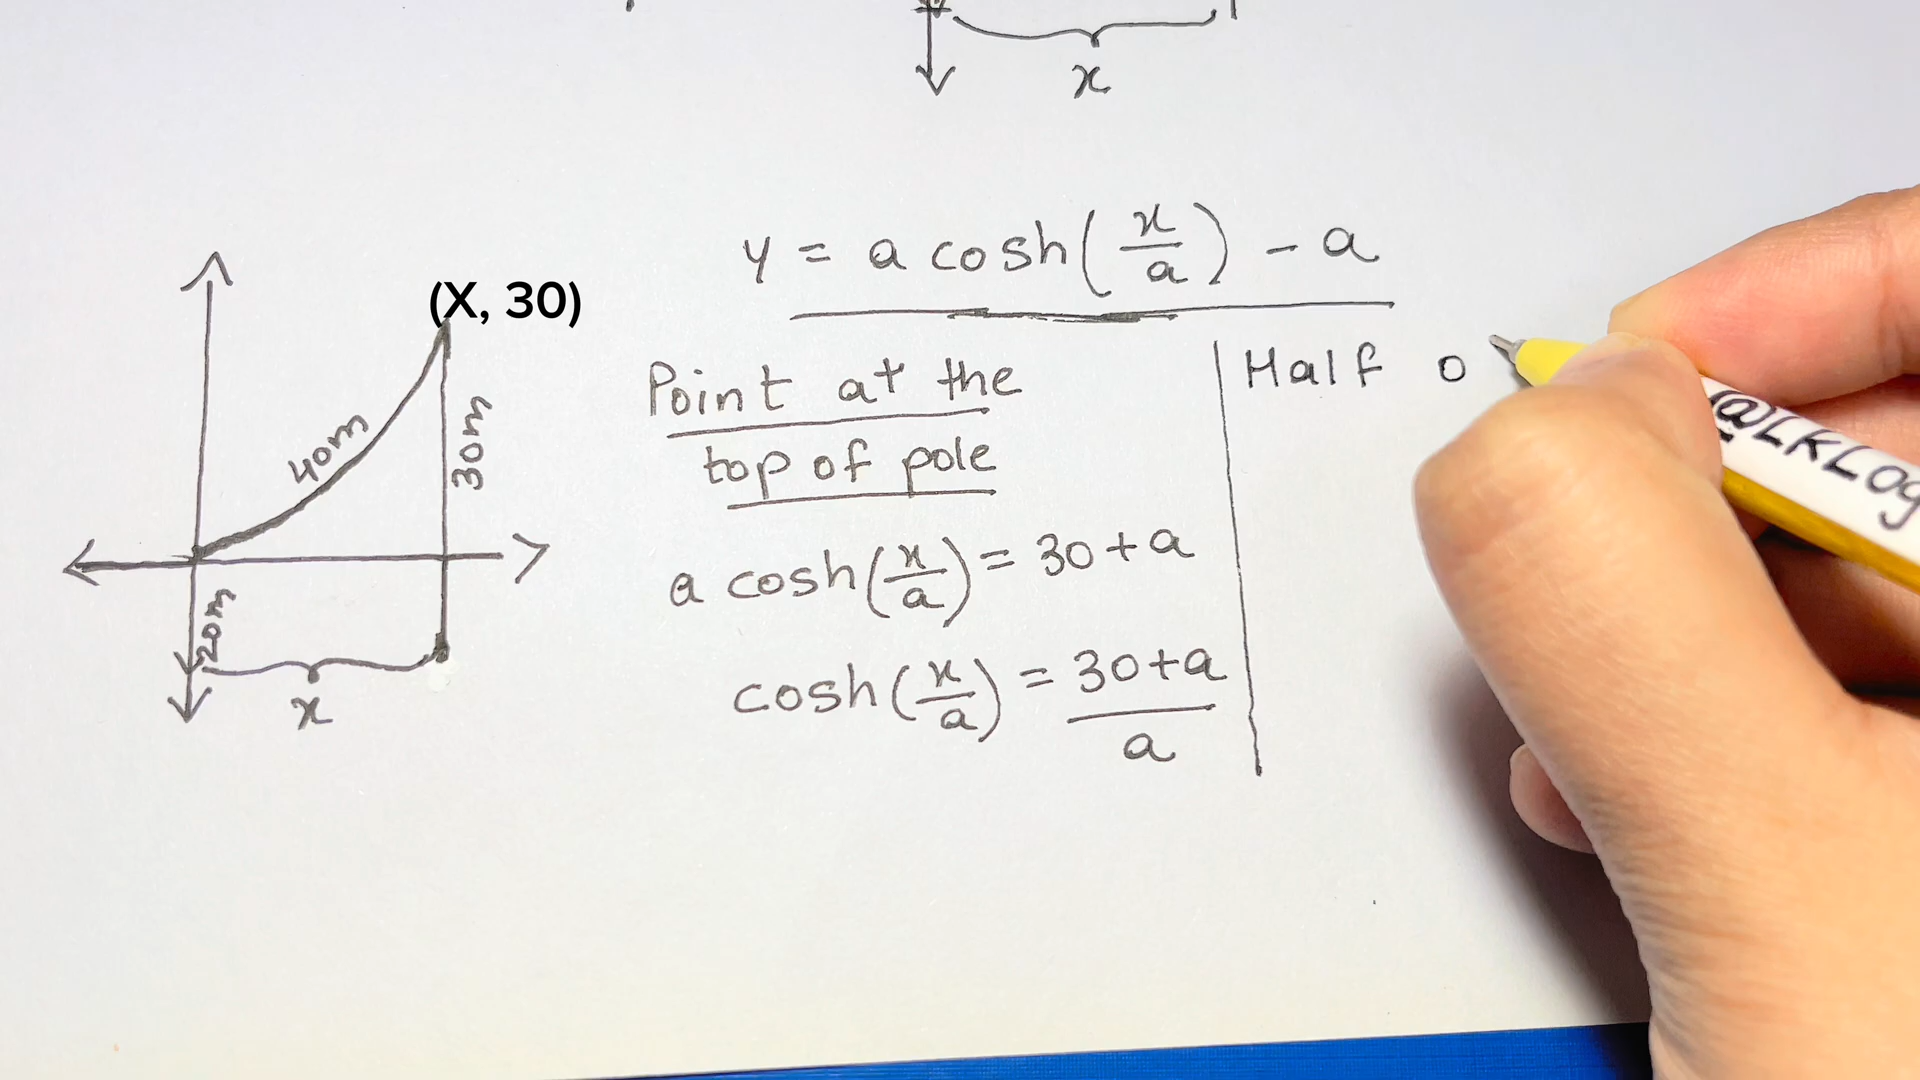 x
y = a cosh(x/a) - a
(X, 30)
40m
30m
20m
x
Point at the
top of pole
a cosh(x/a) = 30+a
cosh(x/a) = 30+a/a
Half o
@LKLog